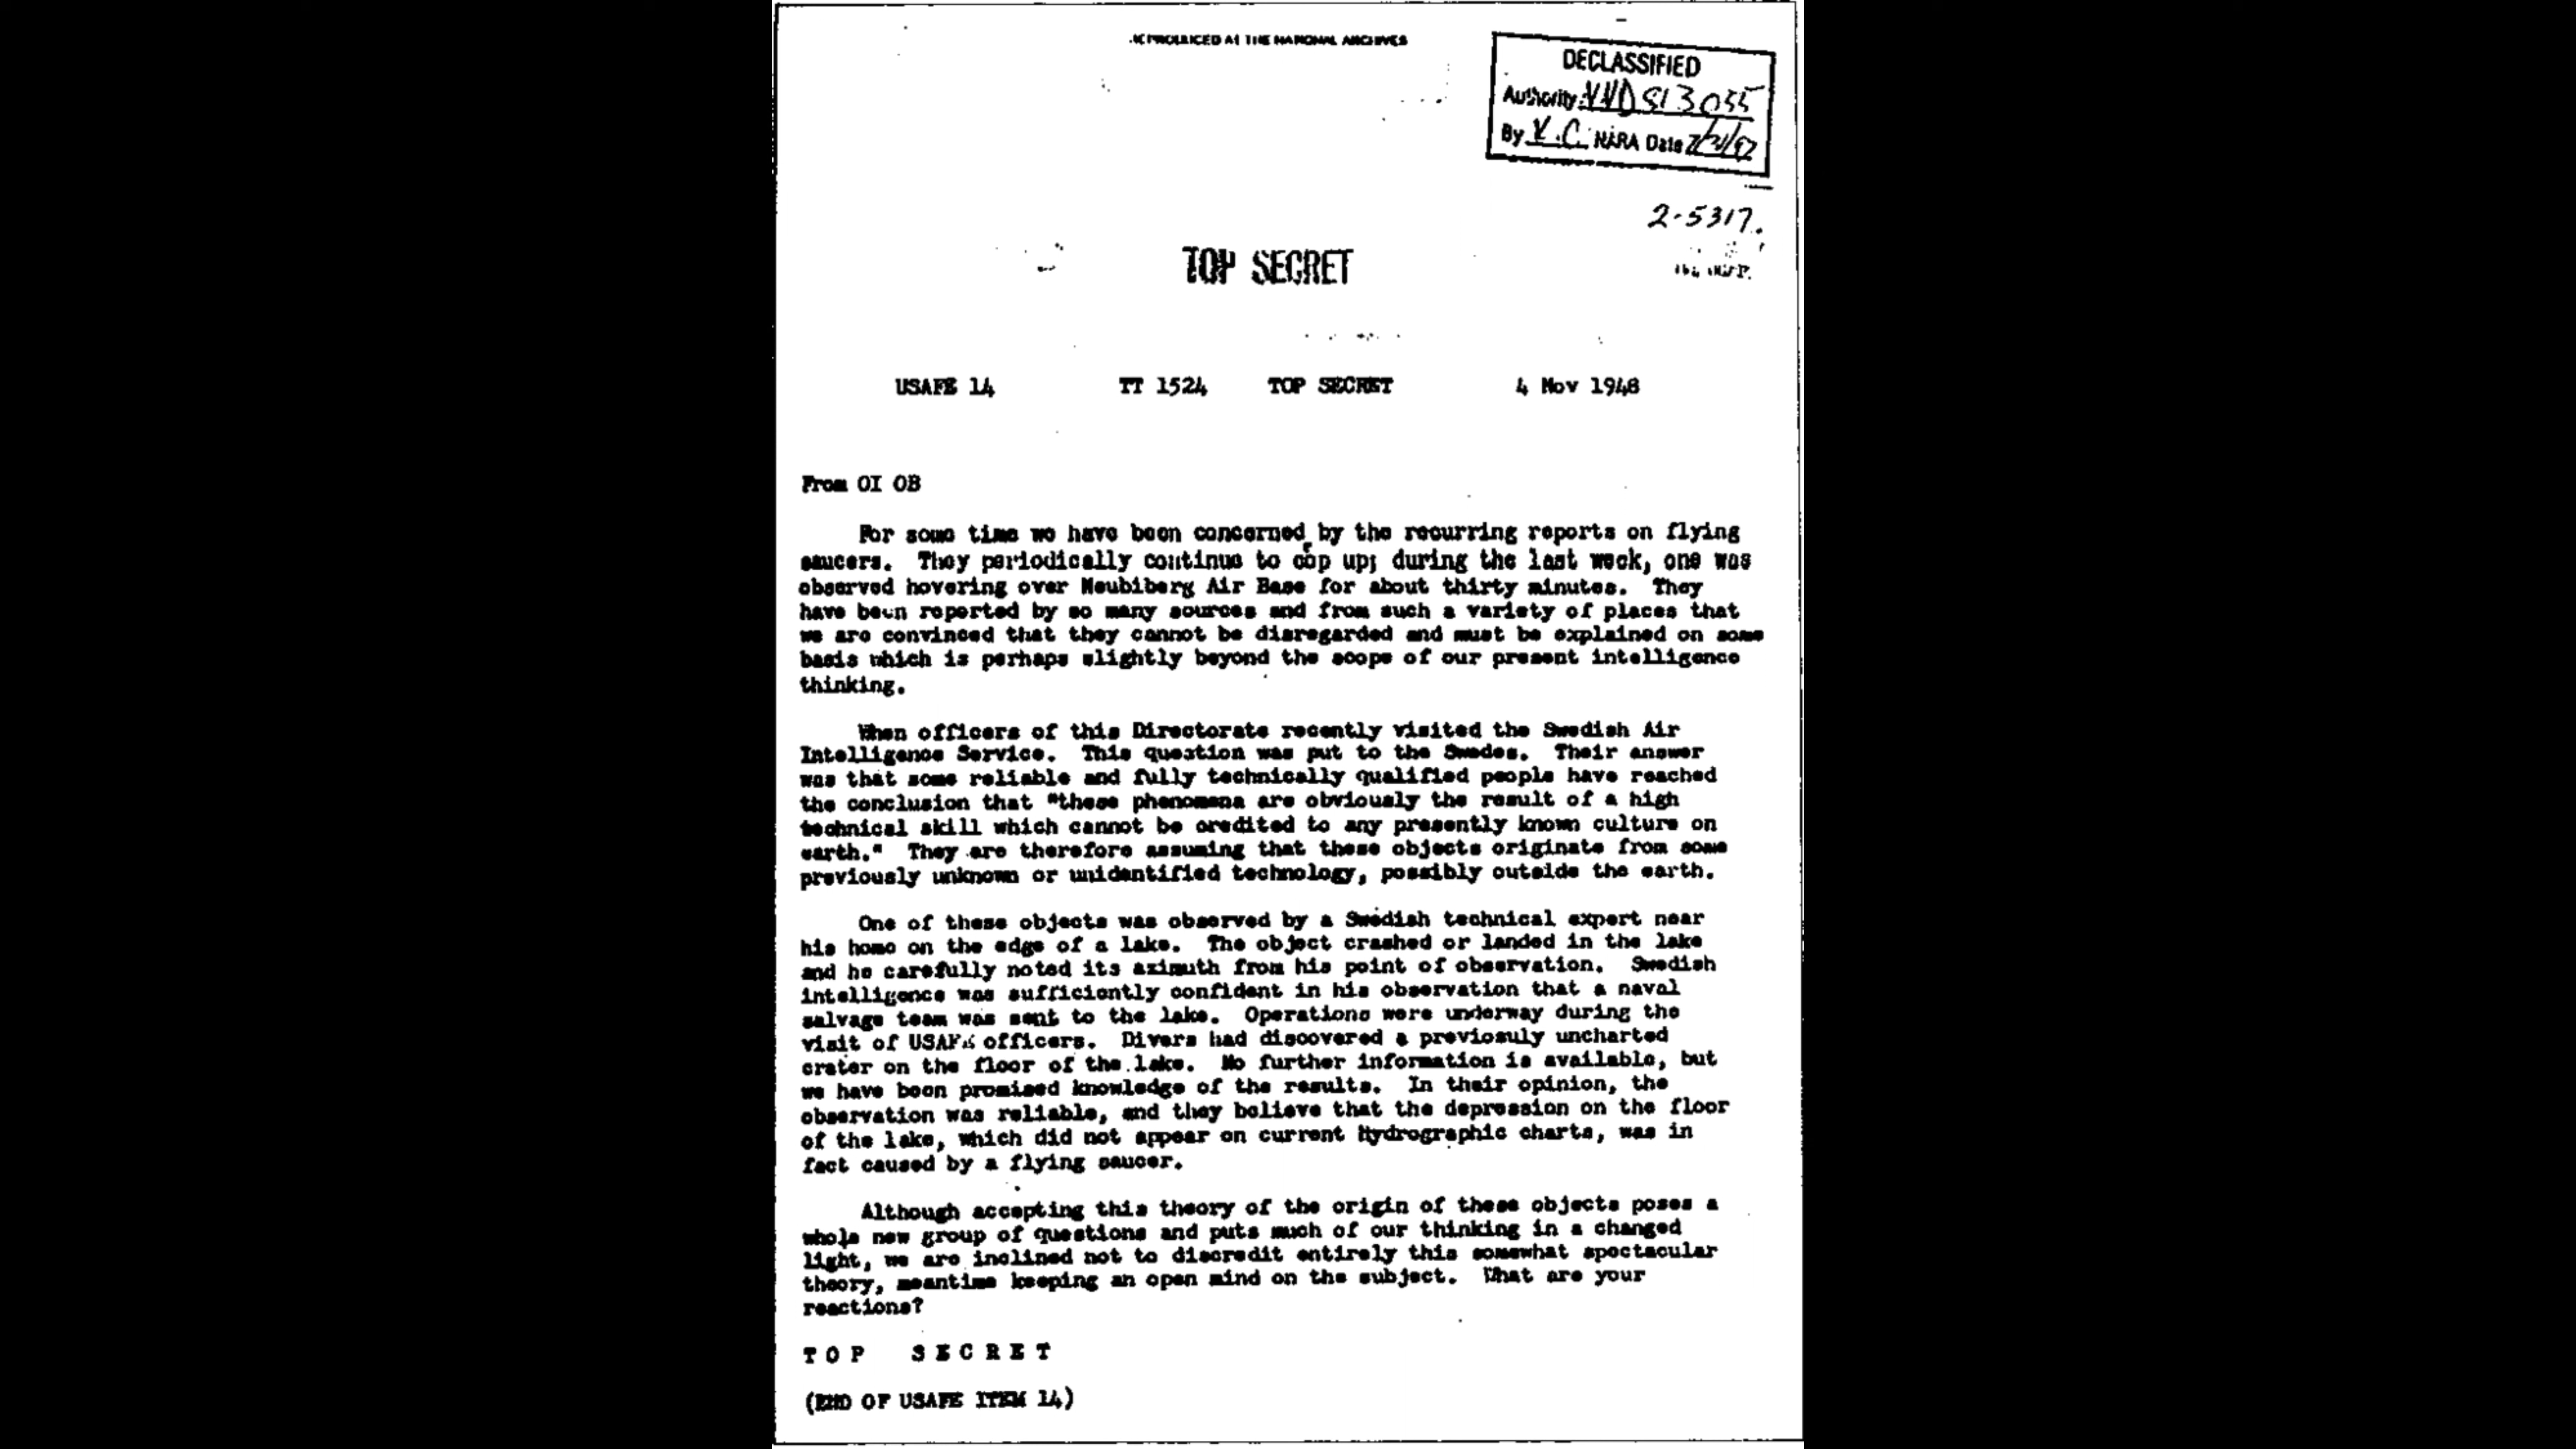 REPRODUCED AT THE NATIONAL ARCHIVES
DECLASSIFIED
Authority NND 813055
By K.C. NARA Date
2-5317.
TOP SECRET
USAFE 14 TT 1524 TOP SECRET 4 Nov 1948
From OI OB
For some time we have been concerned by the recurring reports on flying
saucers. They periodically continue to cop up; during the last week, one was
observed hovering over Neubiberg Air Base for about thirty minutes. They
have been reported by so many sources and from such a variety of places that
we are convinced that they cannot be disregarded and must be explained on some
basis which is perhaps slightly beyond the scope of our present intelligence
thinking.
When officers of this Directorate recently visited the Swedish Air
Intelligence Service. This question was put to the Swedes. Their answer
was that some reliable and fully technically qualified people have reached
the conclusion that "these phenomena are obviously the result of a high
technical skill which cannot be credited to any presently known culture on
earth." They are therefore assuming that these objects originate from some
previously unknown or unidentified technology, possibly outside the earth.
One of these objects was observed by a Swedish technical expert near
his home on the edge of a lake. The object crashed or landed in the lake
and he carefully noted its azimuth from his point of observation. Swedish
intelligence was sufficiently confident in his observation that a naval
salvage team was sent to the lake. Operations were underway during the
visit of USAFE officers. Divers had discovered a previosuly uncharted
crater on the floor of the lake. No further information is available, but
we have been promised knowledge of the results. In their opinion, the
observation was reliable, and they believe that the depression on the floor
of the lake, which did not appear on current Hydrographic charts, was in
fact caused by a flying saucer.
Although accepting this theory of the origin of these objects poses a
whole new group of questions and puts much of our thinking in a changed
light, we are inclined not to discredit entirely this somewhat spectacular
theory, meantime keeping an open mind on the subject. What are your
reactions?
TOP SECRET
(END OF USAFE ITEM 14)